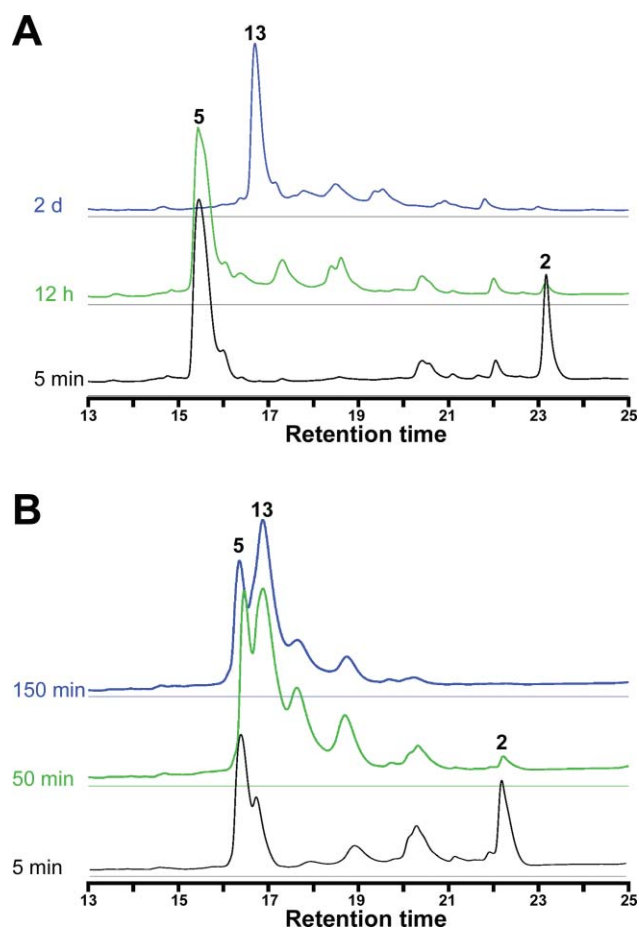 A
13
5
2 d
2
12 h
5 min
13 15 17 19 21 23 25
Retention time
B
13
5
150 min
2
50 min
5 min
13 15 17 19 21 23 25
Retention time